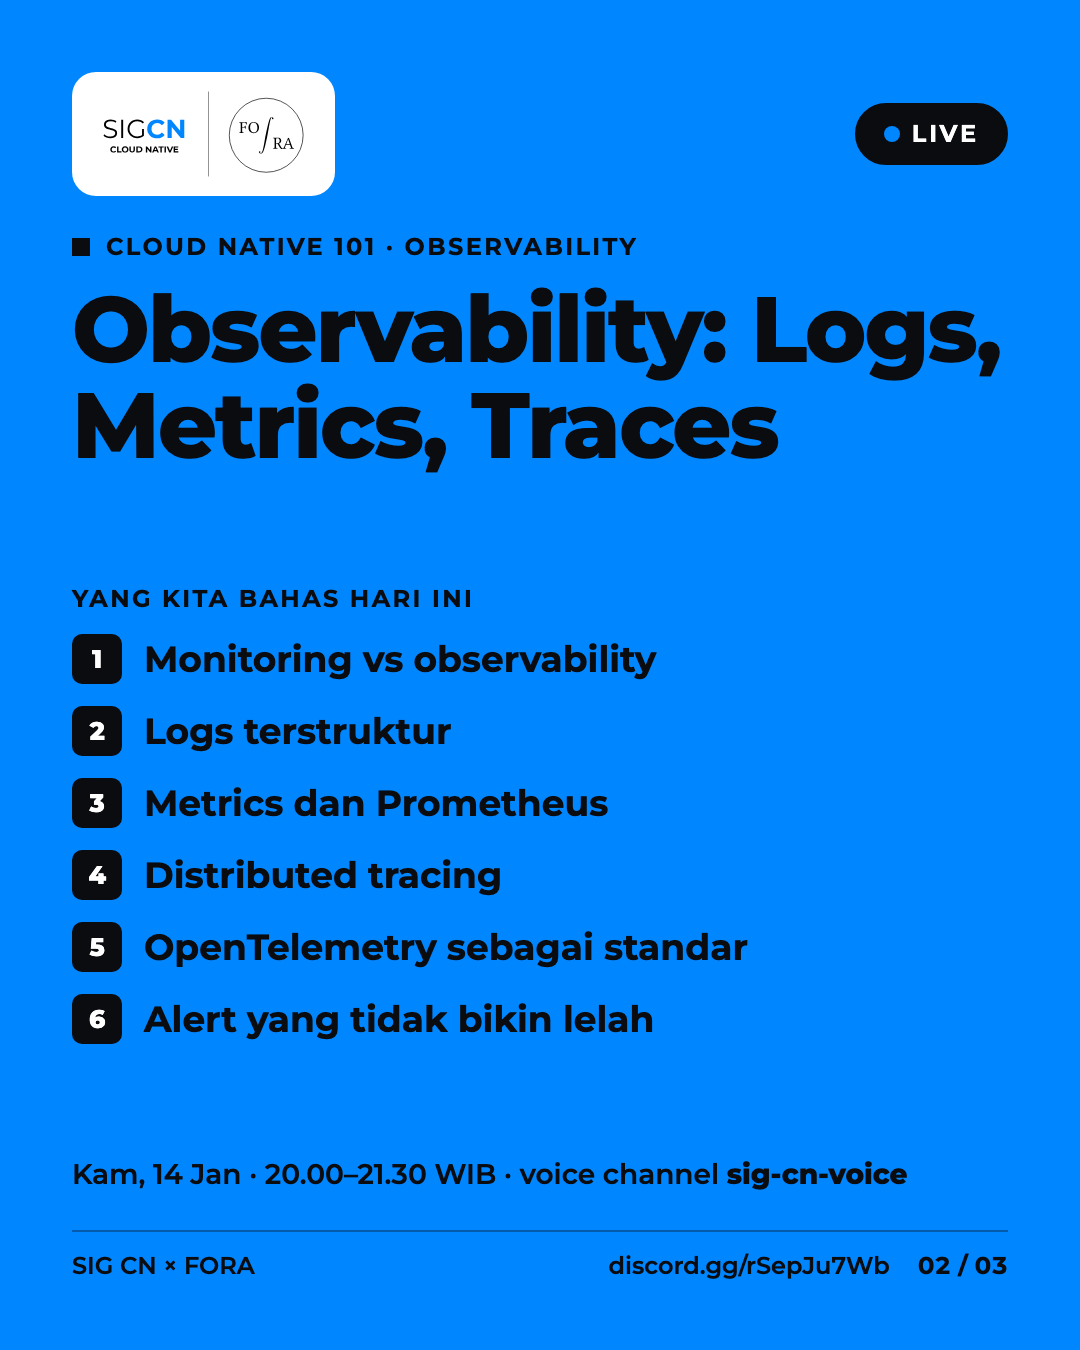 SIGCN
CLOUD NATIVE
FO
RA
LIVE
CLOUD NATIVE 101 · OBSERVABILITY
Observability: Logs,
Metrics, Traces
YANG KITA BAHAS HARI INI
1 Monitoring vs observability
2 Logs terstruktur
3 Metrics dan Prometheus
4 Distributed tracing
5 OpenTelemetry sebagai standar
6 Alert yang tidak bikin lelah
Kam, 14 Jan · 20.00–21.30 WIB · voice channel sig-cn-voice
SIG CN × FORA
discord.gg/rSepJu7Wb 02 / 03